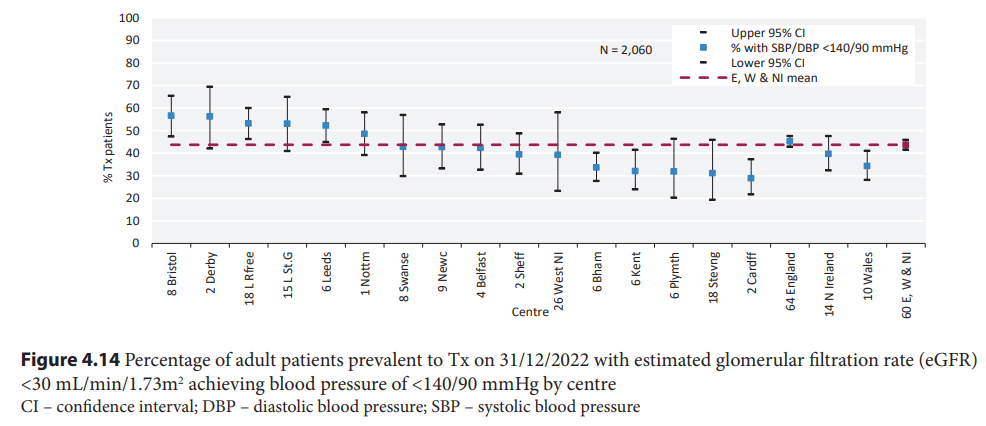 100
90
80
70
60
50
40
30
20
10
0
% Tx patients
N = 2,060
Upper 95% CI
% with SBP/DBP <140/90 mmHg
Lower 95% CI
E, W & NI mean
8 Bristol
2 Derby
18 L Rfree
15 L St.G
6 Leeds
1 Nottm
8 Swanse
9 Newc
4 Belfast
2 Sheff
26 West NI
6 Bham
6 Kent
6 Plymth
18 Stevng
2 Cardff
64 England
14 N Ireland
10 Wales
60 E, W & NI
Centre
Figure 4.14 Percentage of adult patients prevalent to Tx on 31/12/2022 with estimated glomerular filtration rate (eGFR)
<30 mL/min/1.73m² achieving blood pressure of <140/90 mmHg by centre
CI – confidence interval; DBP – diastolic blood pressure; SBP – systolic blood pressure